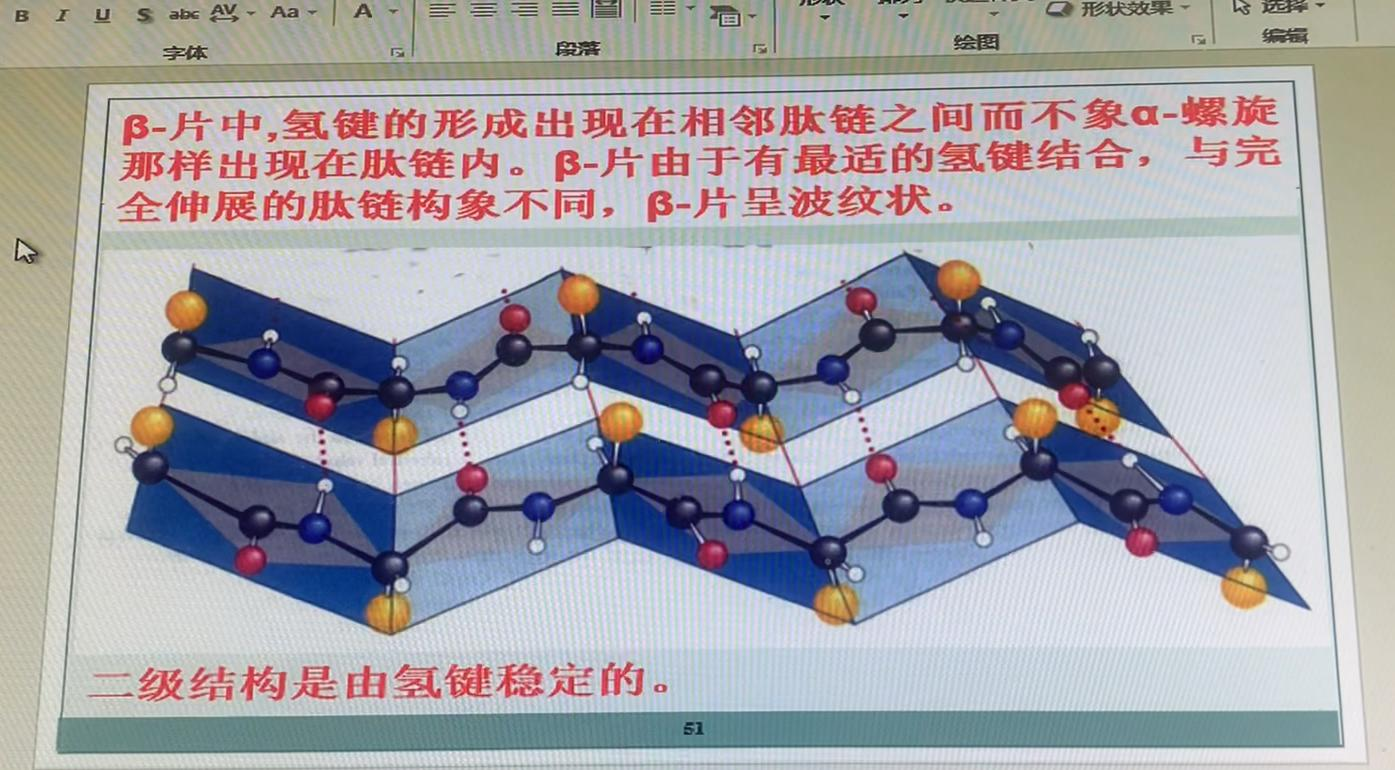 B I U S abc AV Aa A
形状效果
选择
字体 段落 绘图 编辑
β-片中,氢键的形成出现在相邻肽链之间而不象α-螺旋
那样出现在肽链内。β-片由于有最适的氢键结合，与完
全伸展的肽链构象不同，β-片呈波纹状。
二级结构是由氢键稳定的。
51